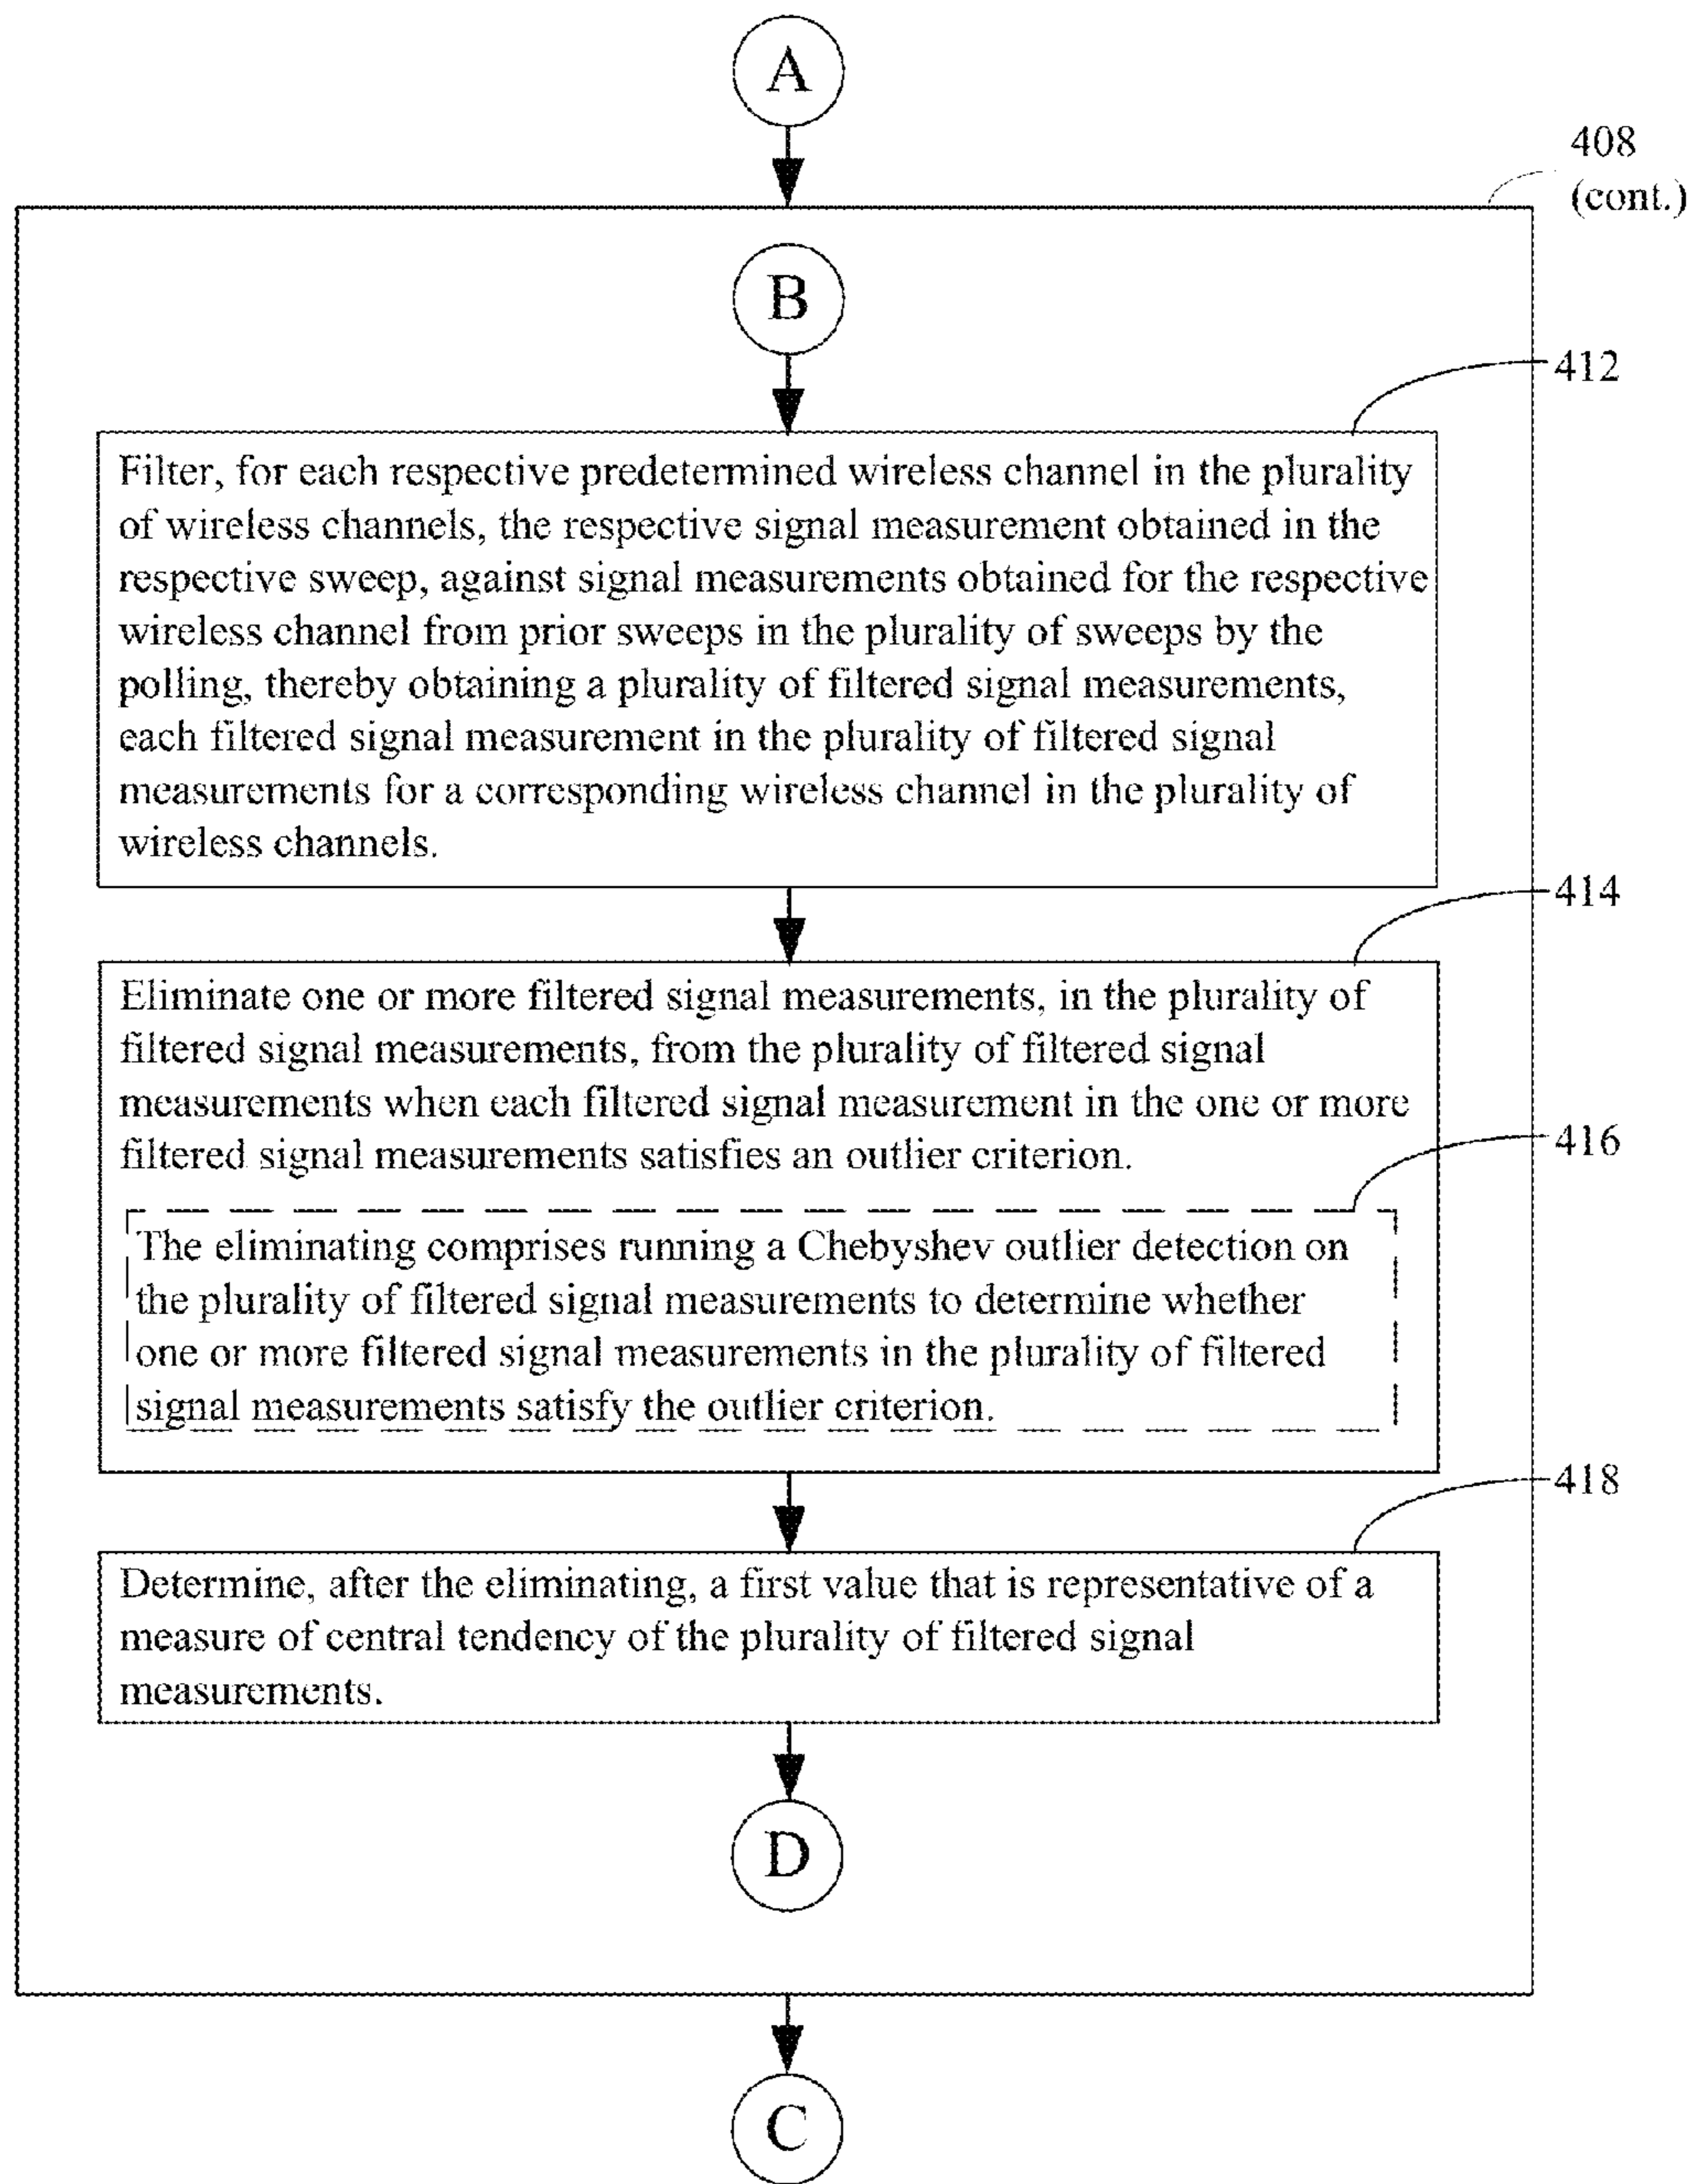 A
408
(cont.)
B
412
Filter, for each respective predetermined wireless channel in the plurality
of wireless channels, the respective signal measurement obtained in the
respective sweep, against signal measurements obtained for the respective
wireless channel from prior sweeps in the plurality of sweeps by the
polling, thereby obtaining a plurality of filtered signal measurements,
each filtered signal measurement in the plurality of filtered signal
measurements for a corresponding wireless channel in the plurality of
wireless channels.
414
Eliminate one or more filtered signal measurements, in the plurality of
filtered signal measurements, from the plurality of filtered signal
measurements when each filtered signal measurement in the one or more
filtered signal measurements satisfies an outlier criterion.
416
The eliminating comprises running a Chebyshev outlier detection on
the plurality of filtered signal measurements to determine whether
one or more filtered signal measurements in the plurality of filtered
signal measurements satisfy the outlier criterion.
418
Determine, after the eliminating, a first value that is representative of a
measure of central tendency of the plurality of filtered signal
measurements.
D
C